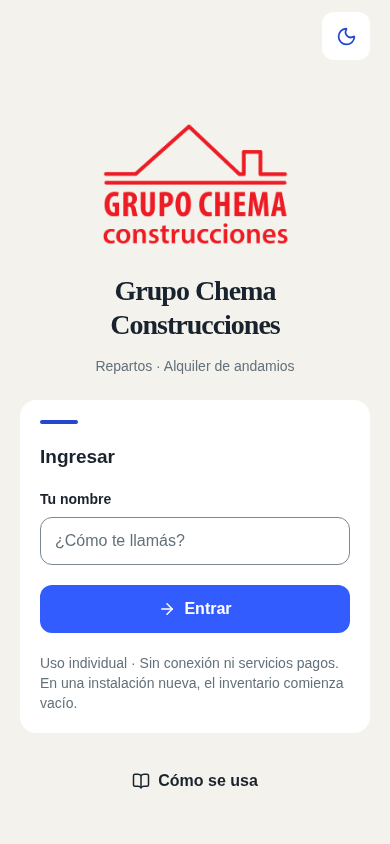 GRUPO CHEMA
construcciones
Grupo Chema
Construcciones
Repartos · Alquiler de andamios
Ingresar
Tu nombre
¿Cómo te llamás?
Entrar
Uso individual · Sin conexión ni servicios pagos.
En una instalación nueva, el inventario comienza
vacío.
Cómo se usa